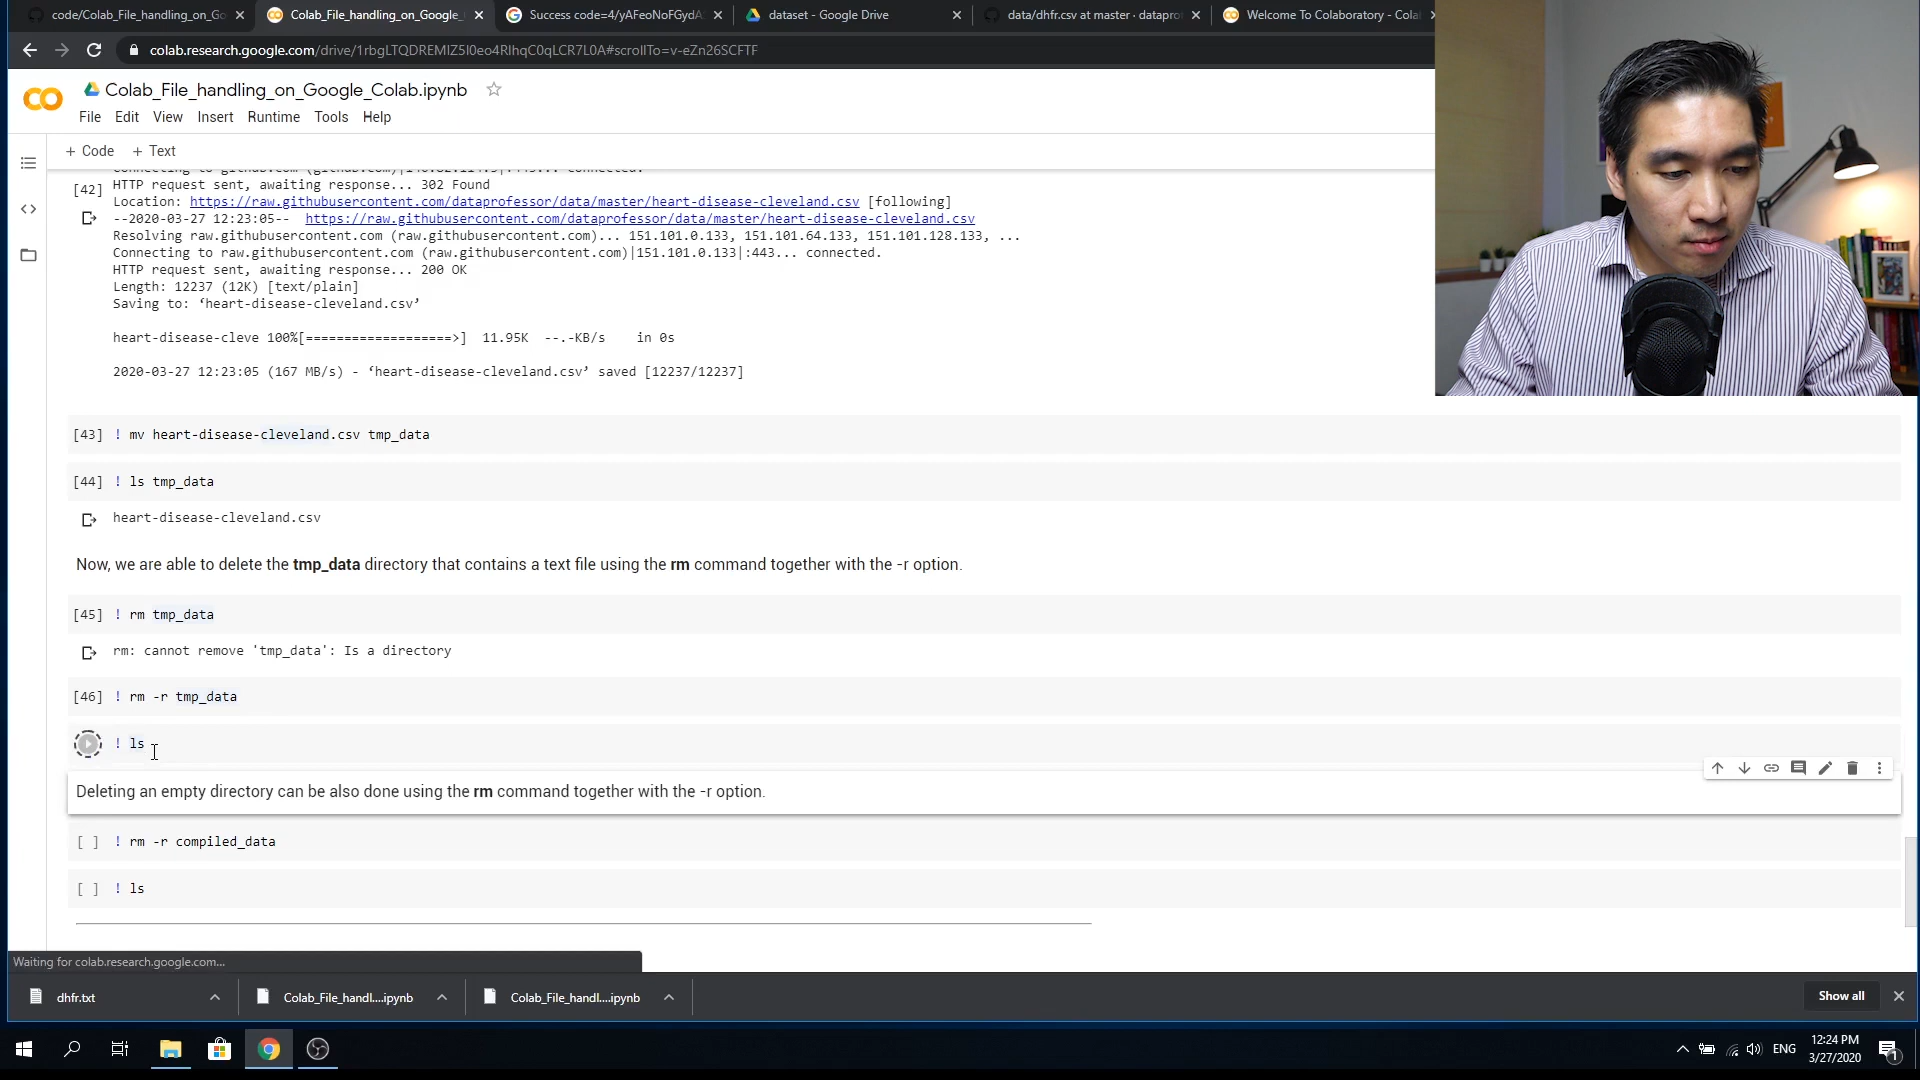 code/Colab_File_handling_on_Go
Colab_File_handling_on_Google_
Success code=4/yAFeoNoFGydA
dataset - Google Drive
data/dhfr.csv at master · datapro
Welcome To Colaboratory - Cola
colab.research.google.com/drive/1rbgLTQDREMIZ5I0eo4RIhqC0qLCR7L0A#scrollTo=v-eZn26SCFTF
Colab_File_handling_on_Google_Colab.ipynb
File Edit View Insert Runtime Tools Help
+ Code + Text
[42]
HTTP request sent, awaiting response... 302 Found
Location: https://raw.githubusercontent.com/dataprofessor/data/master/heart-disease-cleveland.csv [following]
--2020-03-27 12:23:05-- https://raw.githubusercontent.com/dataprofessor/data/master/heart-disease-cleveland.csv
Resolving raw.githubusercontent.com (raw.githubusercontent.com)... 151.101.0.133, 151.101.64.133, 151.101.128.133, ...
Connecting to raw.githubusercontent.com (raw.githubusercontent.com)|151.101.0.133|:443... connected.
HTTP request sent, awaiting response... 200 OK
Length: 12237 (12K) [text/plain]
Saving to: ‘heart-disease-cleveland.csv’
heart-disease-cleve 100%[===================>] 11.95K --.-KB/s in 0s
2020-03-27 12:23:05 (167 MB/s) - ‘heart-disease-cleveland.csv’ saved [12237/12237]
[43] ! mv heart-disease-cleveland.csv tmp_data
[44] ! ls tmp_data
heart-disease-cleveland.csv
Now, we are able to delete the tmp_data directory that contains a text file using the rm command together with the -r option.
[45] ! rm tmp_data
rm: cannot remove 'tmp_data': Is a directory
[46] ! rm -r tmp_data
! ls
Deleting an empty directory can be also done using the rm command together with the -r option.
[ ] ! rm -r compiled_data
[ ] ! ls
Waiting for colab.research.google.com...
dhfr.txt
Colab_File_handl....ipynb
Colab_File_handl....ipynb
Show all
ENG
12:24 PM
3/27/2020
1